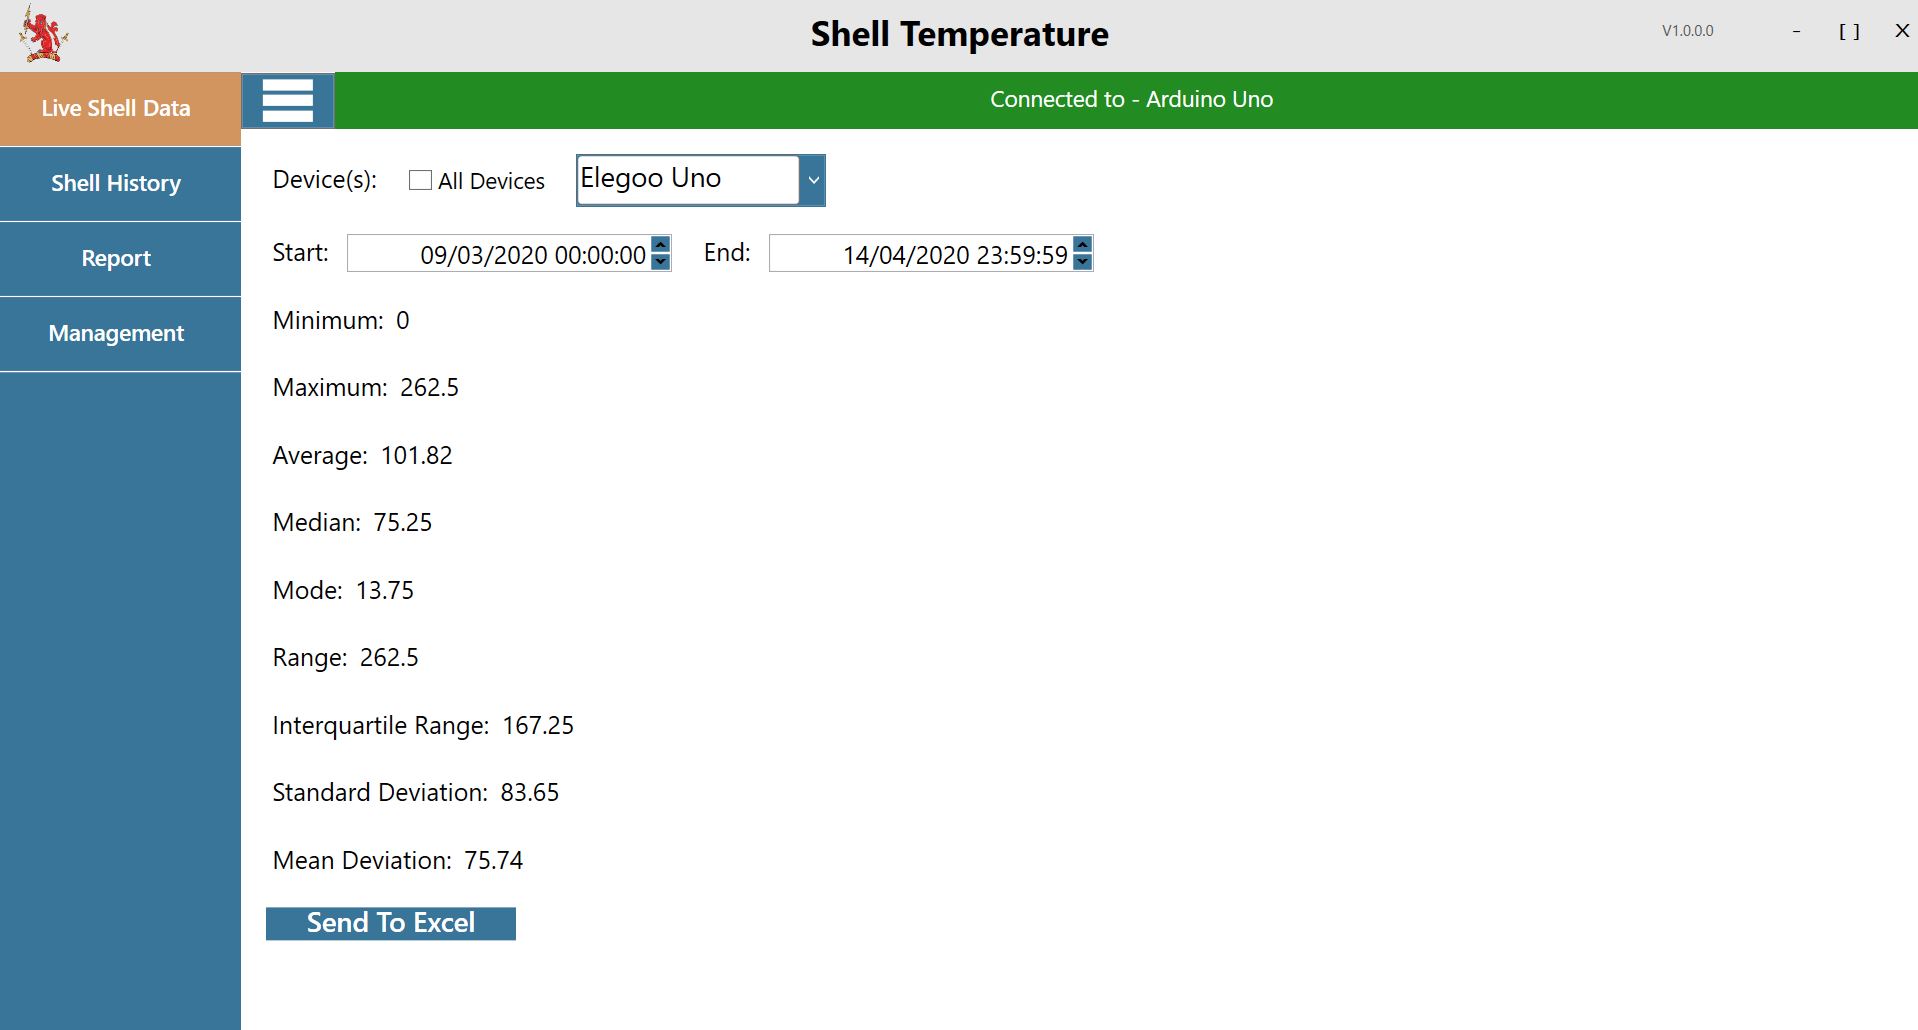 Shell Temperature
V1.0.0.0
- [ ] X
Live Shell Data
Connected to - Arduino Uno
Shell History
Report
Management
Device(s): All Devices Elegoo Uno
Start: 09/03/2020 00:00:00 End: 14/04/2020 23:59:59
Minimum: 0
Maximum: 262.5
Average: 101.82
Median: 75.25
Mode: 13.75
Range: 262.5
Interquartile Range: 167.25
Standard Deviation: 83.65
Mean Deviation: 75.74
Send To Excel